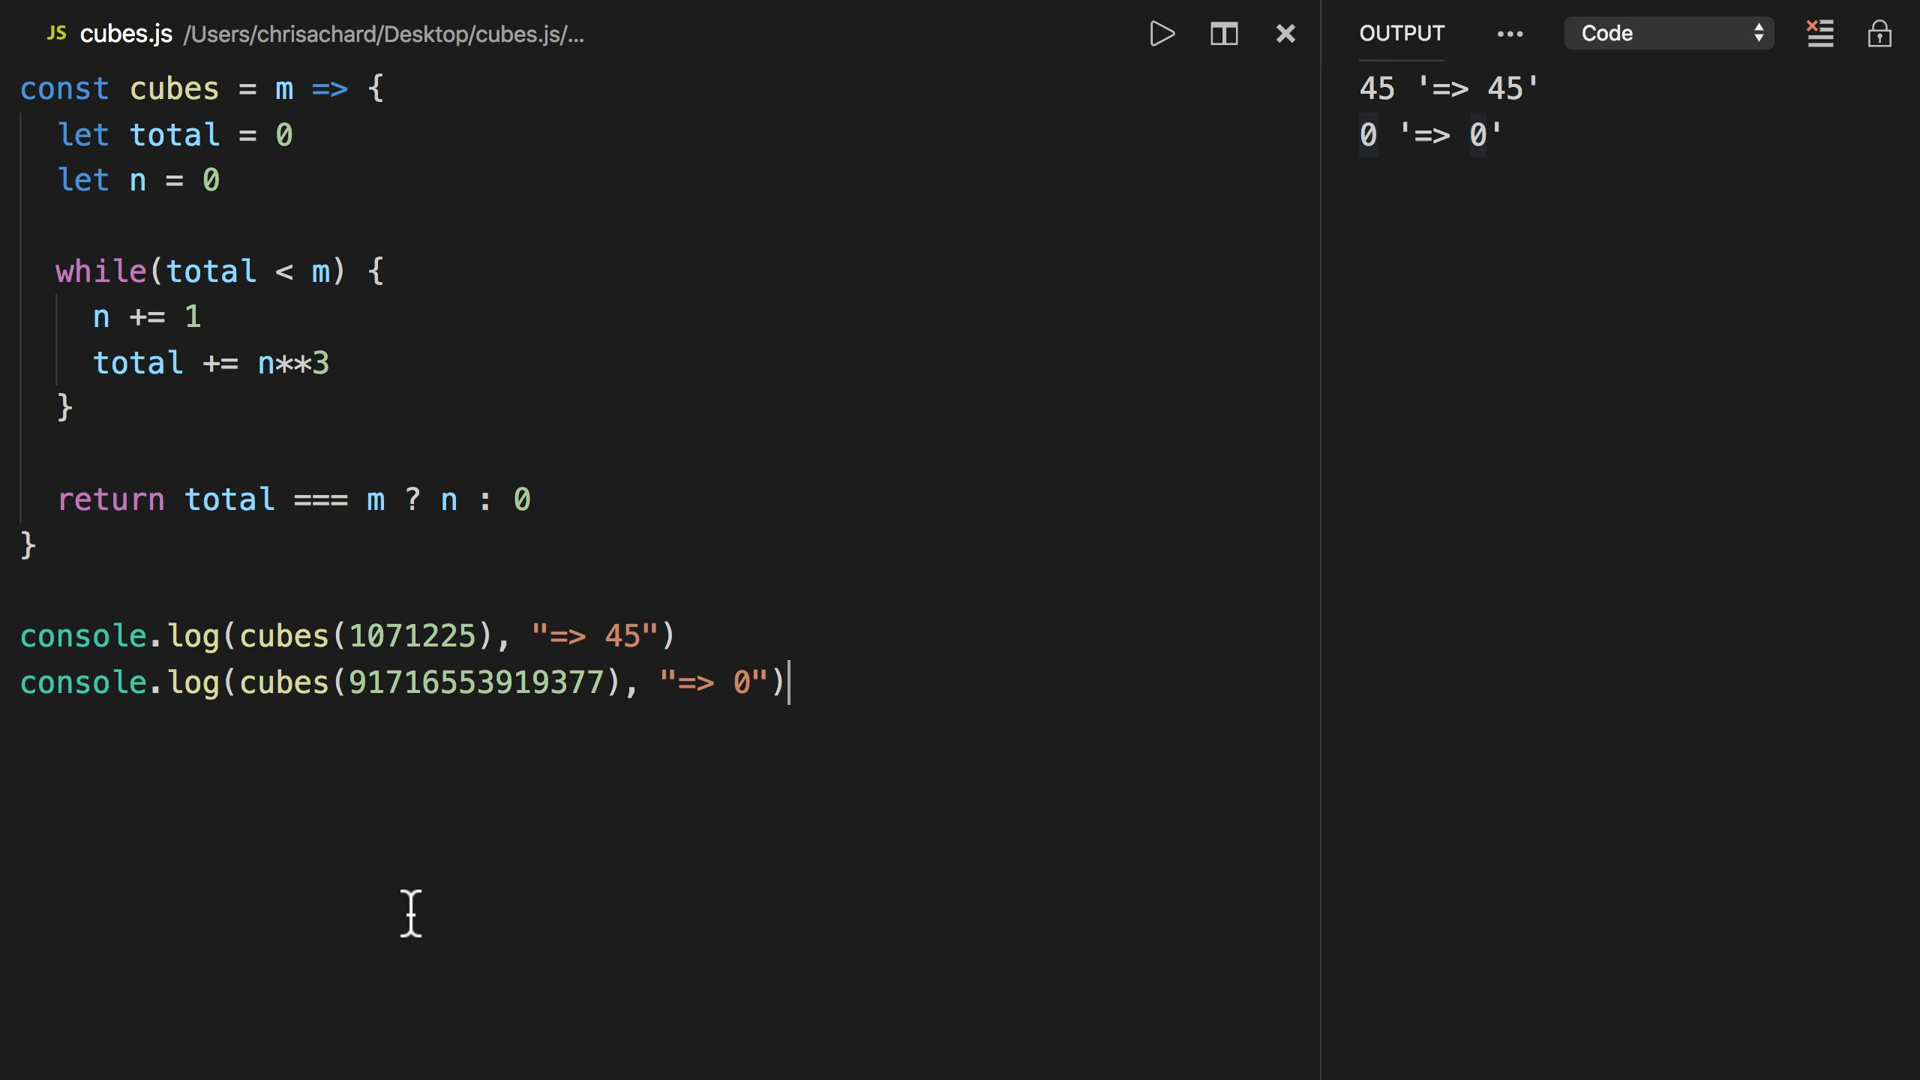 JS cubes.js /Users/chrisachard/Desktop/cubes.js/...
const cubes = m => {
let total = 0
let n = 0
while(total < m) {
n += 1
total += n**3
}
return total === m ? n : 0
}
console.log(cubes(1071225), "=> 45")
console.log(cubes(91716553919377), "=> 0")
OUTPUT ... Code
45 '=> 45'
0 '=> 0'